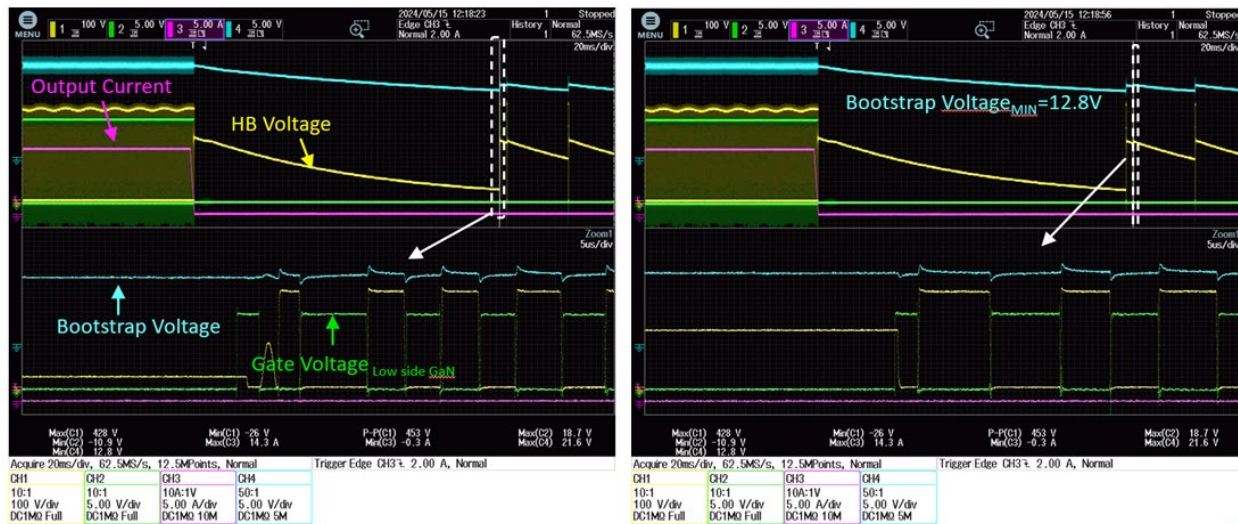 2024/05/15 12:18:23 1 Stopped
MENU 1 100 V 2 5.00 V 3 5.00 A 4 5.00 V Edge CH3 Normal 2.00 A History 1 Normal 62.5MS/s
20ms/div
Output Current
HB Voltage
Zoom1
5us/div
Bootstrap Voltage
Gate Voltage Low side GaN
Max(C1) 428 V Min(C1) -26 V P-P(C1) 453 V Max(C2) 18.7 V
Min(C2) -10.9 V Max(C3) 14.3 A Min(C3) -0.3 A Max(C4) 21.6 V
Min(C4) 12.8 V
Acquire 20ms/div, 62.5MS/s, 12.5MPoints, Normal Trigger Edge CH3 2.00 A, Normal
CH1 CH2 CH3 CH4
10:1 10:1 10A:1V 50:1
100 V/div 5.00 V/div 5.00 A/div 5.00 V/div
DC1MΩ Full DC1MΩ Full DC1MΩ 10M DC1MΩ 5M
2024/05/15 12:18:56 1 Stopped
MENU 1 100 V 2 5.00 V 3 5.00 A 4 5.00 V Edge CH3 Normal 2.00 A History 1 Normal 62.5MS/s
20ms/div
Bootstrap VoltageMIN=12.8V
Zoom1
5us/div
Max(C1) 428 V Min(C1) -26 V P-P(C1) 453 V Max(C2) 18.7 V
Min(C2) -10.9 V Max(C3) 14.3 A Min(C3) -0.3 A Max(C4) 21.6 V
Min(C4) 12.8 V
Acquire 20ms/div, 62.5MS/s, 12.5MPoints, Normal Trigger Edge CH3 2.00 A, Normal
CH1 CH2 CH3 CH4
10:1 10:1 10A:1V 50:1
100 V/div 5.00 V/div 5.00 A/div 5.00 V/div
DC1MΩ Full DC1MΩ Full DC1MΩ 10M DC1MΩ 5M